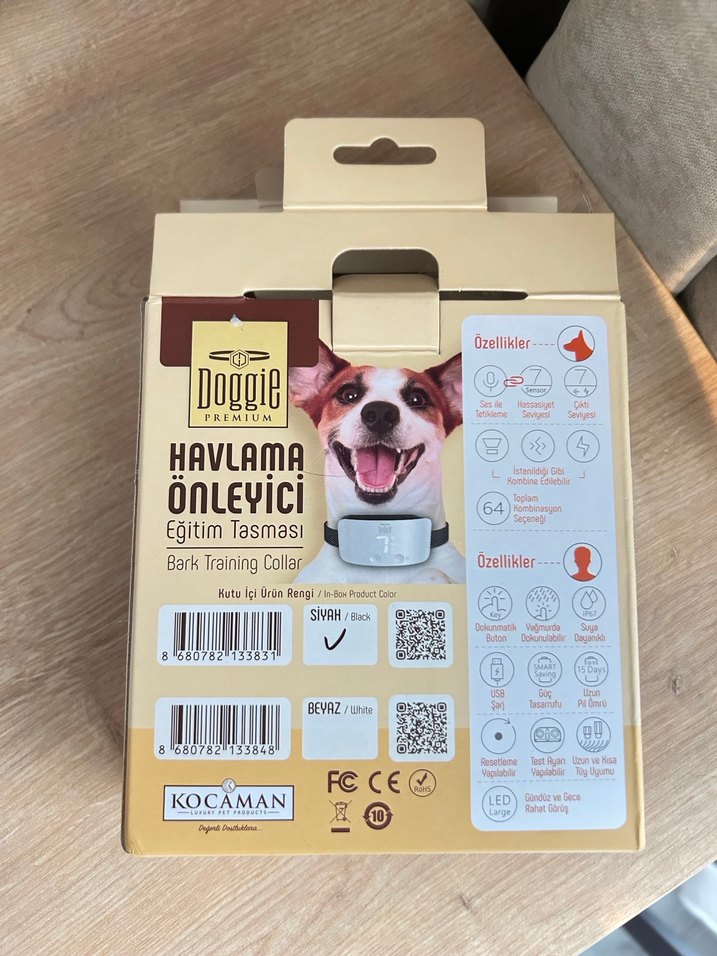 Doggie
PREMIUM
HAVLAMA
ÖNLEYİCİ
Eğitim Tasması
Bark Training Collar
Kutu İçi Ürün Rengi / In-Box Product Color
8 680782 133831
SİYAH / Black
8 680782 133848
BEYAZ / White
KOCAMAN
LUXURY PET PRODUCTS
Değerli Dostluklara...
FC CE RoHS
10
Özellikler
7
Sensor
7
Ses ile
Tetikleme
Hassasiyet
Seviyesi
Çıktı
Seviyesi
İstenildiği Gibi
Kombine Edilebilir
64
Toplam
Kombinasyon
Seçeneği
Özellikler
Key
IP67
Dokunmatik
Buton
Yağmurda
Dokunulabilir
Suya
Dayanıklı
SMART
Saving
15 Days
USB
Şarj
Güç
Tasarrufu
Uzun
Pil Ömrü
Resetleme
Yapılabilir
Test Ayarı
Yapılabilir
Uzun ve Kısa
Tüy Uyumu
LED
Large
Gündüz ve Gece
Rahat Görüş